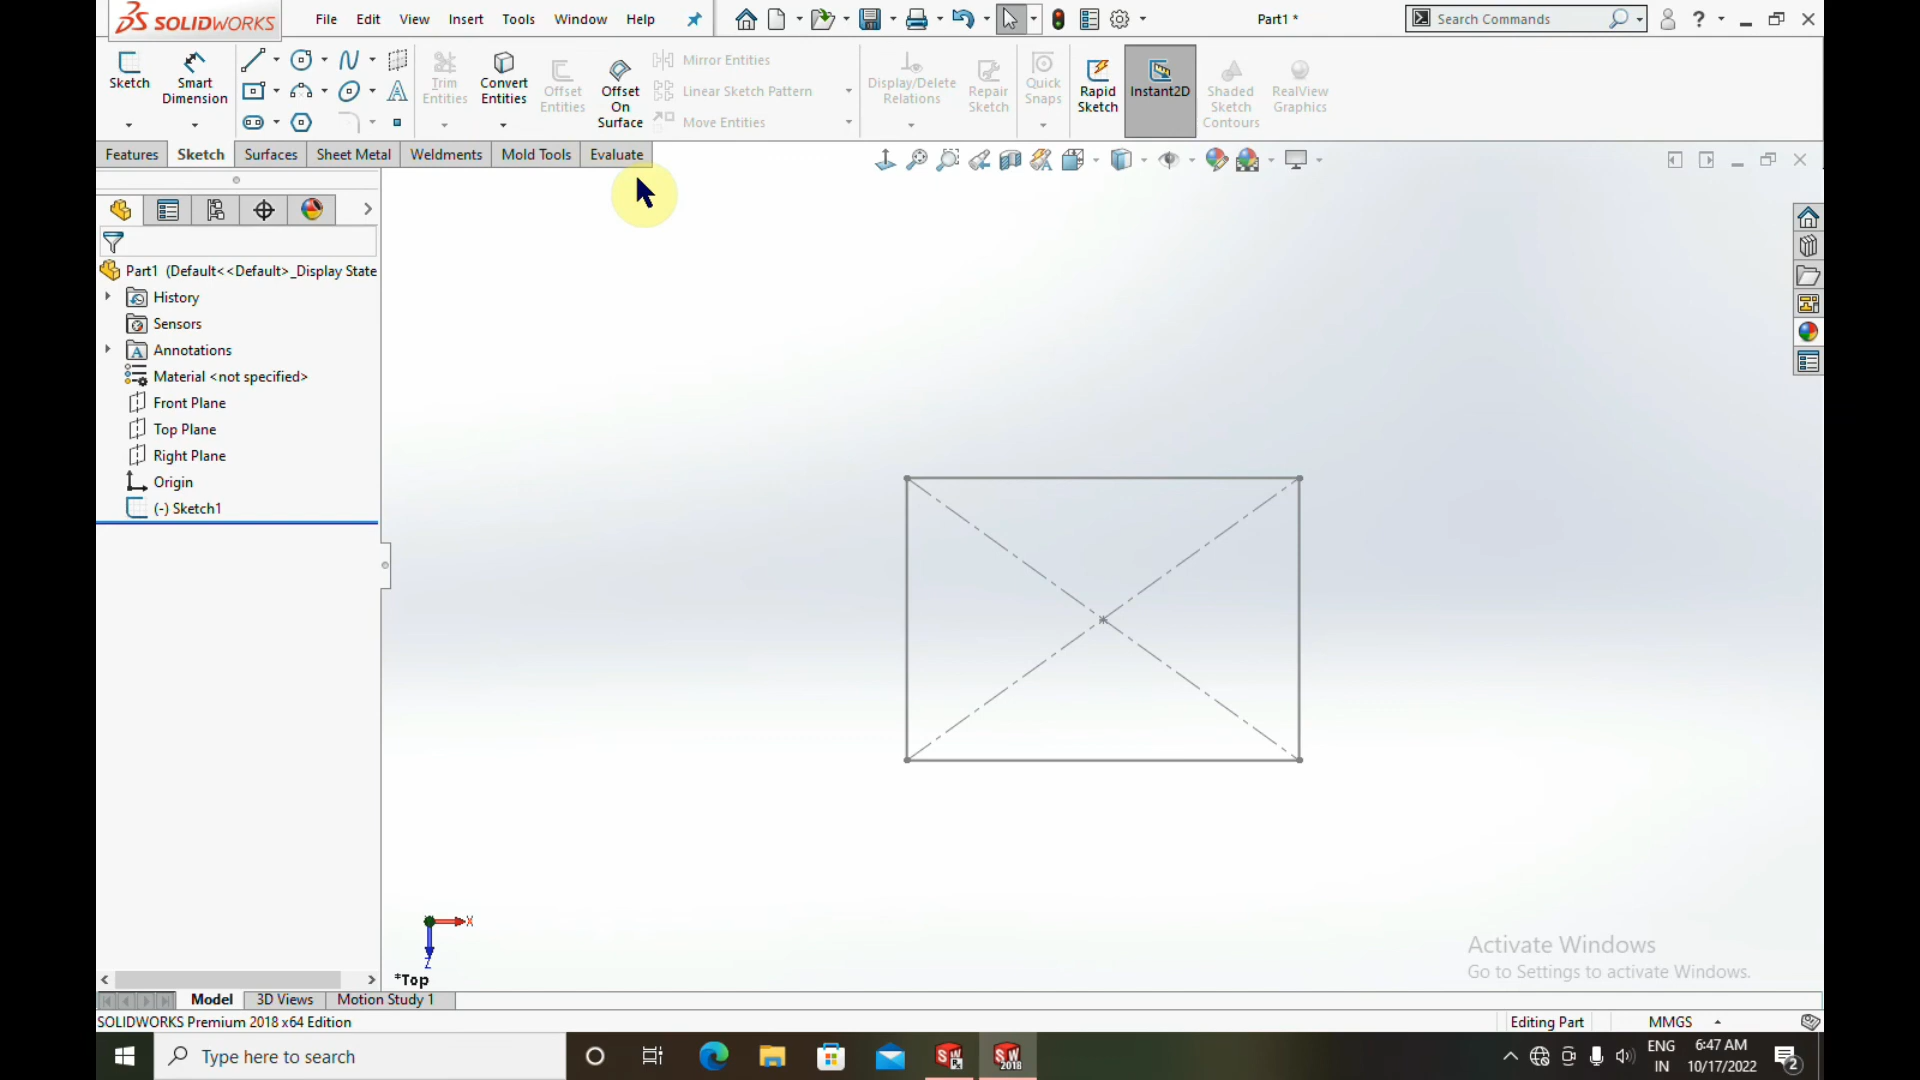 SOLIDWORKS
File Edit View Insert Tools Window Help
Part1 *
Search Commands
Sketch
Smart Dimension
Trim Entities
Convert Entities
Offset Entities
Offset On Surface
Mirror Entities
Linear Sketch Pattern
Move Entities
Display/Delete Relations
Repair Sketch
Quick Snaps
Rapid Sketch
Instant2D
Shaded Sketch Contours
RealView Graphics
Features Sketch Surfaces Sheet Metal Weldments Mold Tools Evaluate
Part1 (Default<<Default>_Display State
History
Sensors
Annotations
Material <not specified>
Front Plane
Top Plane
Right Plane
Origin
(-) Sketch1
X
Z
*Top
Activate Windows
Go to Settings to activate Windows.
Model 3D Views Motion Study 1
SOLIDWORKS Premium 2018 x64 Edition
Editing Part
MMGS
Type here to search
SW
SW 2018
ENG
IN
6:47 AM
10/17/2022
2